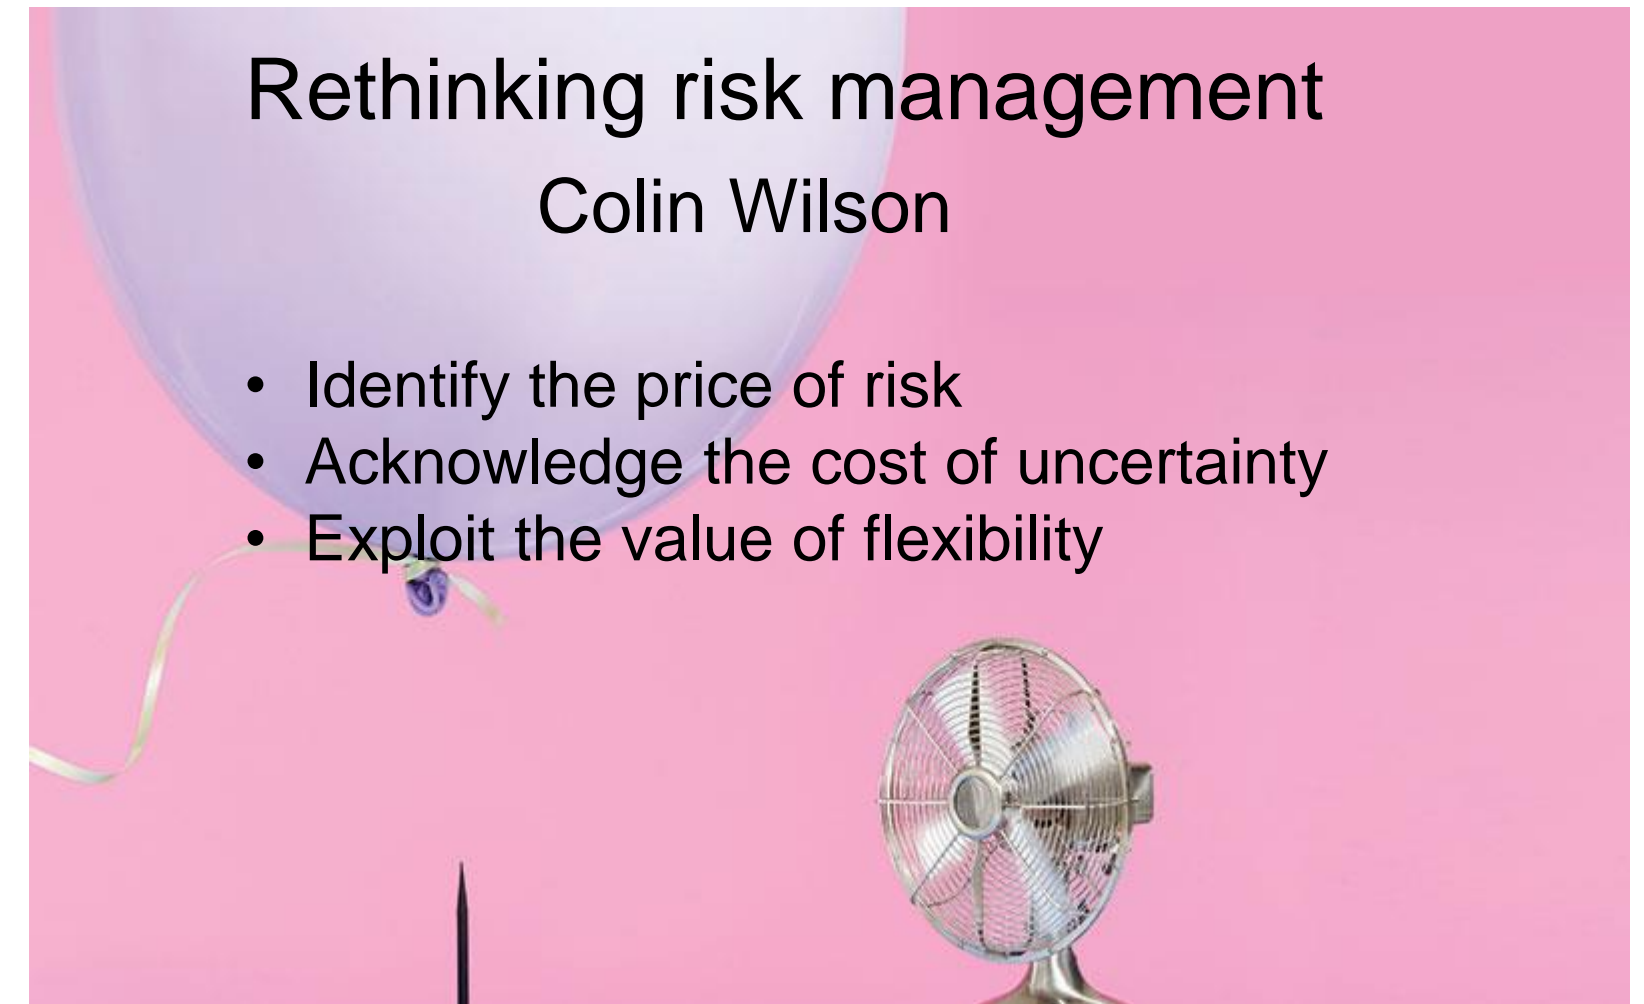 Rethinking risk management
Colin Wilson
• Identify the price of risk
• Acknowledge the cost of uncertainty
• Exploit the value of flexibility